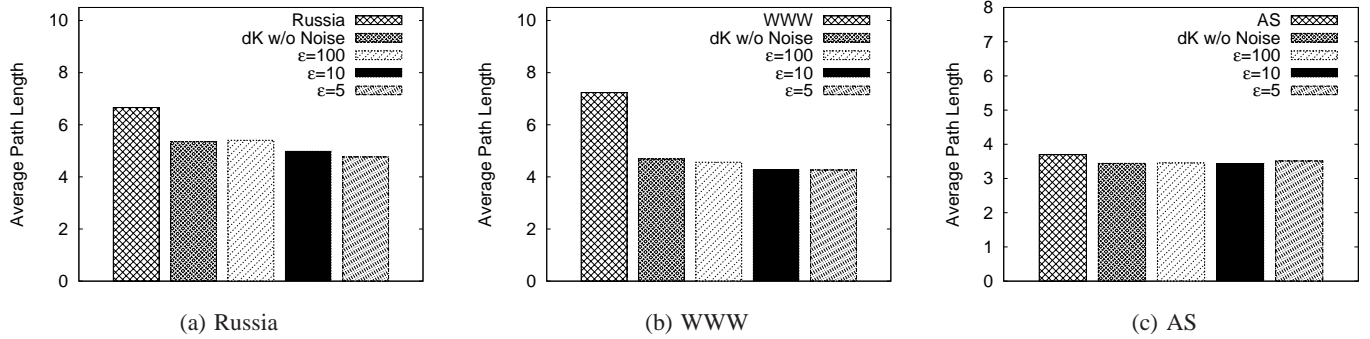 Average Path Length
10
8
6
4
2
0
Russia
dK w/o Noise
ε=100
ε=10
ε=5
(a) Russia
Average Path Length
10
8
6
4
2
0
WWW
dK w/o Noise
ε=100
ε=10
ε=5
(b) WWW
Average Path Length
8
7
6
5
4
3
2
1
0
AS
dK w/o Noise
ε=100
ε=10
ε=5
(c) AS